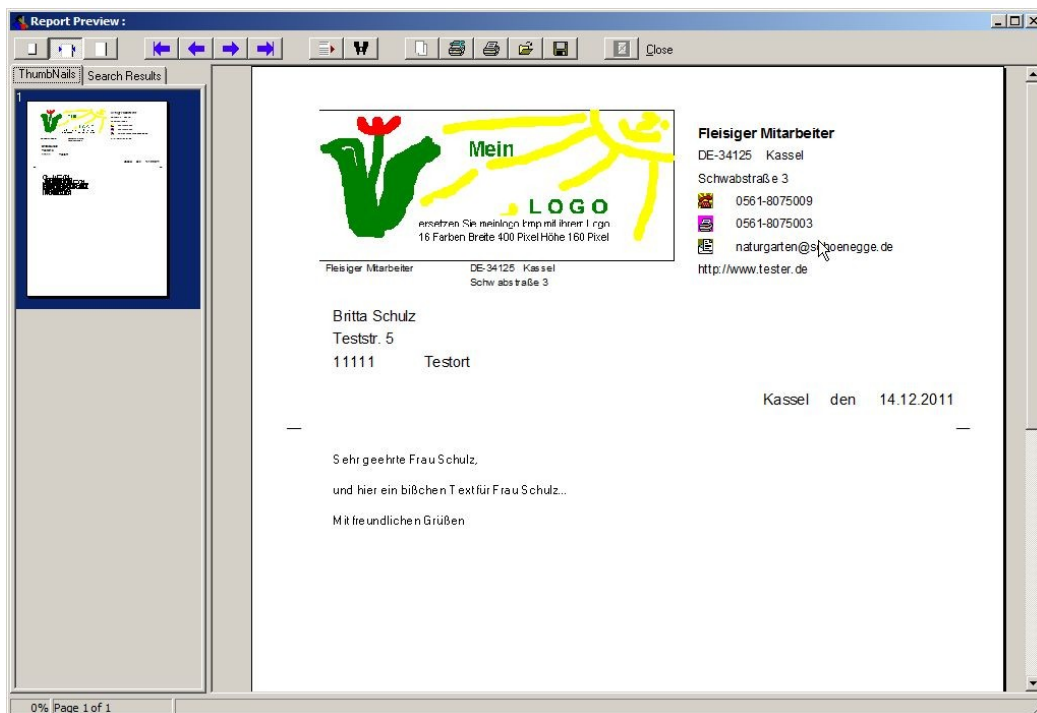 Report Preview :
Close
ThumbNails
Search Results
1
Mein
LOGO
ersetzen Sie meinlogo bmp mit ihrem Logo
16 Farben Breite 400 Pixel Höhe 160 Pixel
Fleisiger Mitarbeiter
DE-34125 Kassel
Schwabstraße 3
0561-8075009
0561-8075003
naturgarten@schoenegge.de
http://www.tester.de
Fleisiger Mitarbeiter DE-34125 Kassel
Schwabstraße 3
Britta Schulz
Teststr. 5
11111 Testort
Kassel den 14.12.2011
Sehr geehrte Frau Schulz,
und hier ein bißchen Text für Frau Schulz...
Mit freundlichen Grüßen
0% Page 1 of 1